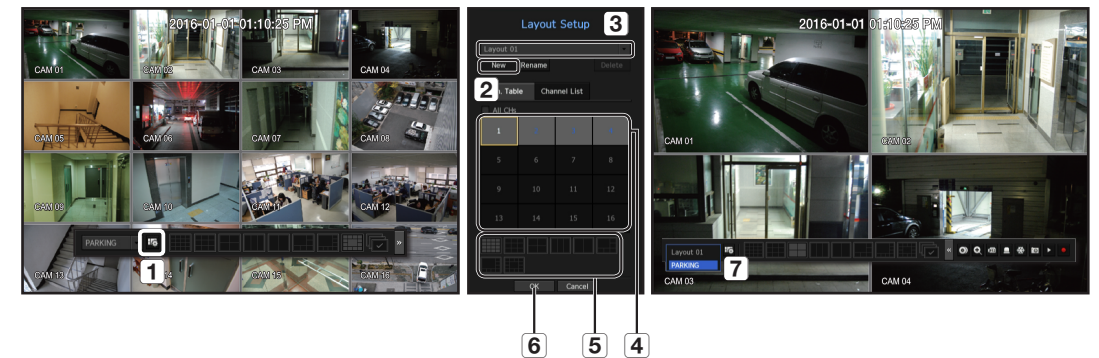 2016-01-01 01:10:25 PM
CAM 01
CAM 02
CAM 03
CAM 04
CAM 05
CAM 06
CAM 07
CAM 08
CAM 09
CAM 10
CAM 11
CAM 12
PARKING
»
1
CAM 13
14
CAM 15
CAM 16
Layout Setup
3
Layout 01
New
Rename
Delete
2
. Table
Channel List
All CHs
1
5
6
7
8
9
10
11
12
13
14
15
16
OK
Cancel
6
5
4
2016-01-01 01:10:25 PM
CAM 01
CAM 02
Layout 01
PARKING
«
7
CAM 03
CAM 04